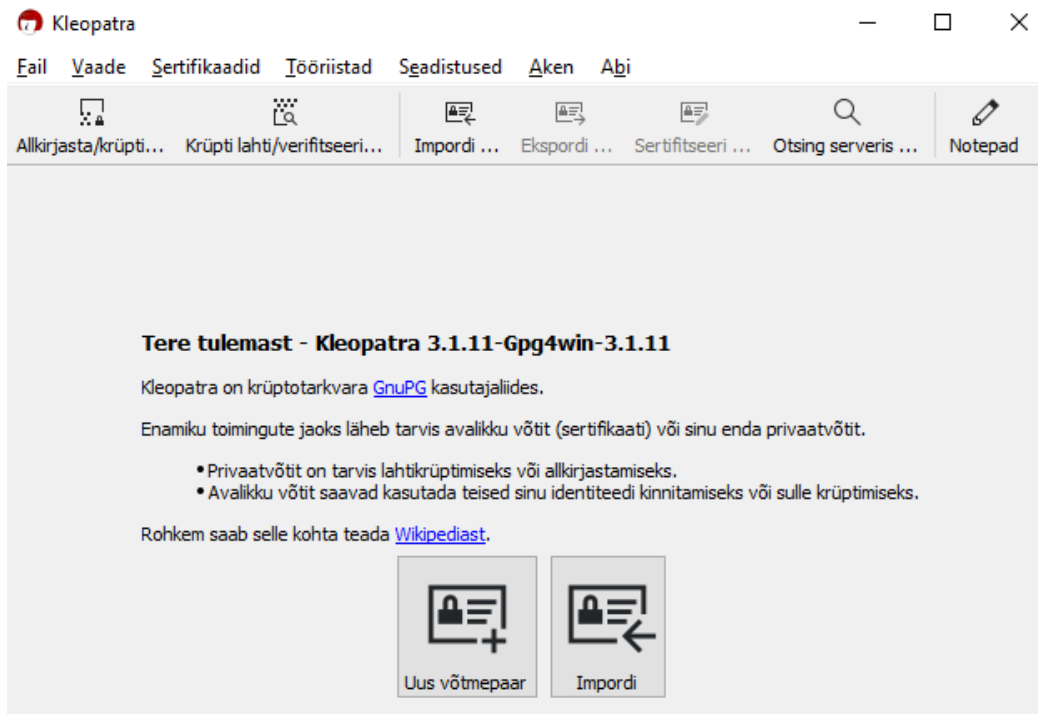 Kleopatra
Fail Vaade Sertifikaadid Tööriistad Seadistused Aken Abi
Allkirjasta/krüpti... Krüpti lahti/verifitseeri... Impordi ... Ekspordi ... Sertifitseeri ... Otsing serveris ... Notepad
Tere tulemast - Kleopatra 3.1.11-Gpg4win-3.1.11
Kleopatra on krüptotarkvara GnuPG kasutajaliides.
Enamiku toimingute jaoks läheb tarvis avalikku võtit (sertifikaati) või sinu enda privaatvõtit.
• Privaatvõtit on tarvis lahtikrüptimiseks või allkirjastamiseks.
• Avalikku võtit saavad kasutada teised sinu identiteedi kinnitamiseks või sulle krüptimiseks.
Rohkem saab selle kohta teada Wikipediast.
Uus võtmepaar Impordi